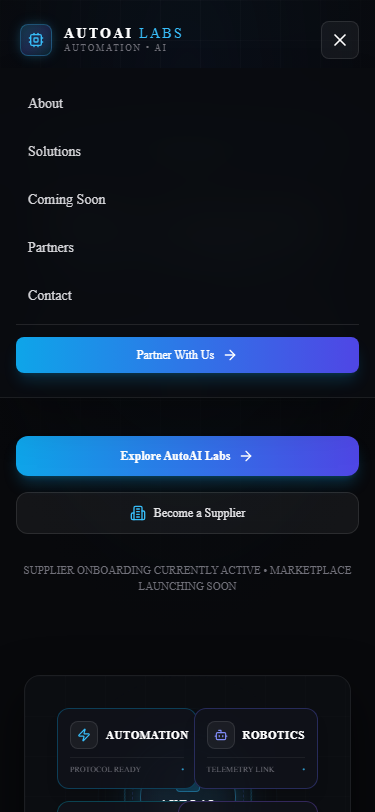 AUTOAI LABS
AUTOMATION • AI
About
Solutions
Coming Soon
Partners
Contact
Partner With Us
Explore AutoAI Labs
Become a Supplier
SUPPLIER ONBOARDING CURRENTLY ACTIVE • MARKETPLACE
LAUNCHING SOON
AUTOMATION
PROTOCOL READY
ROBOTICS
TELEMETRY LINK